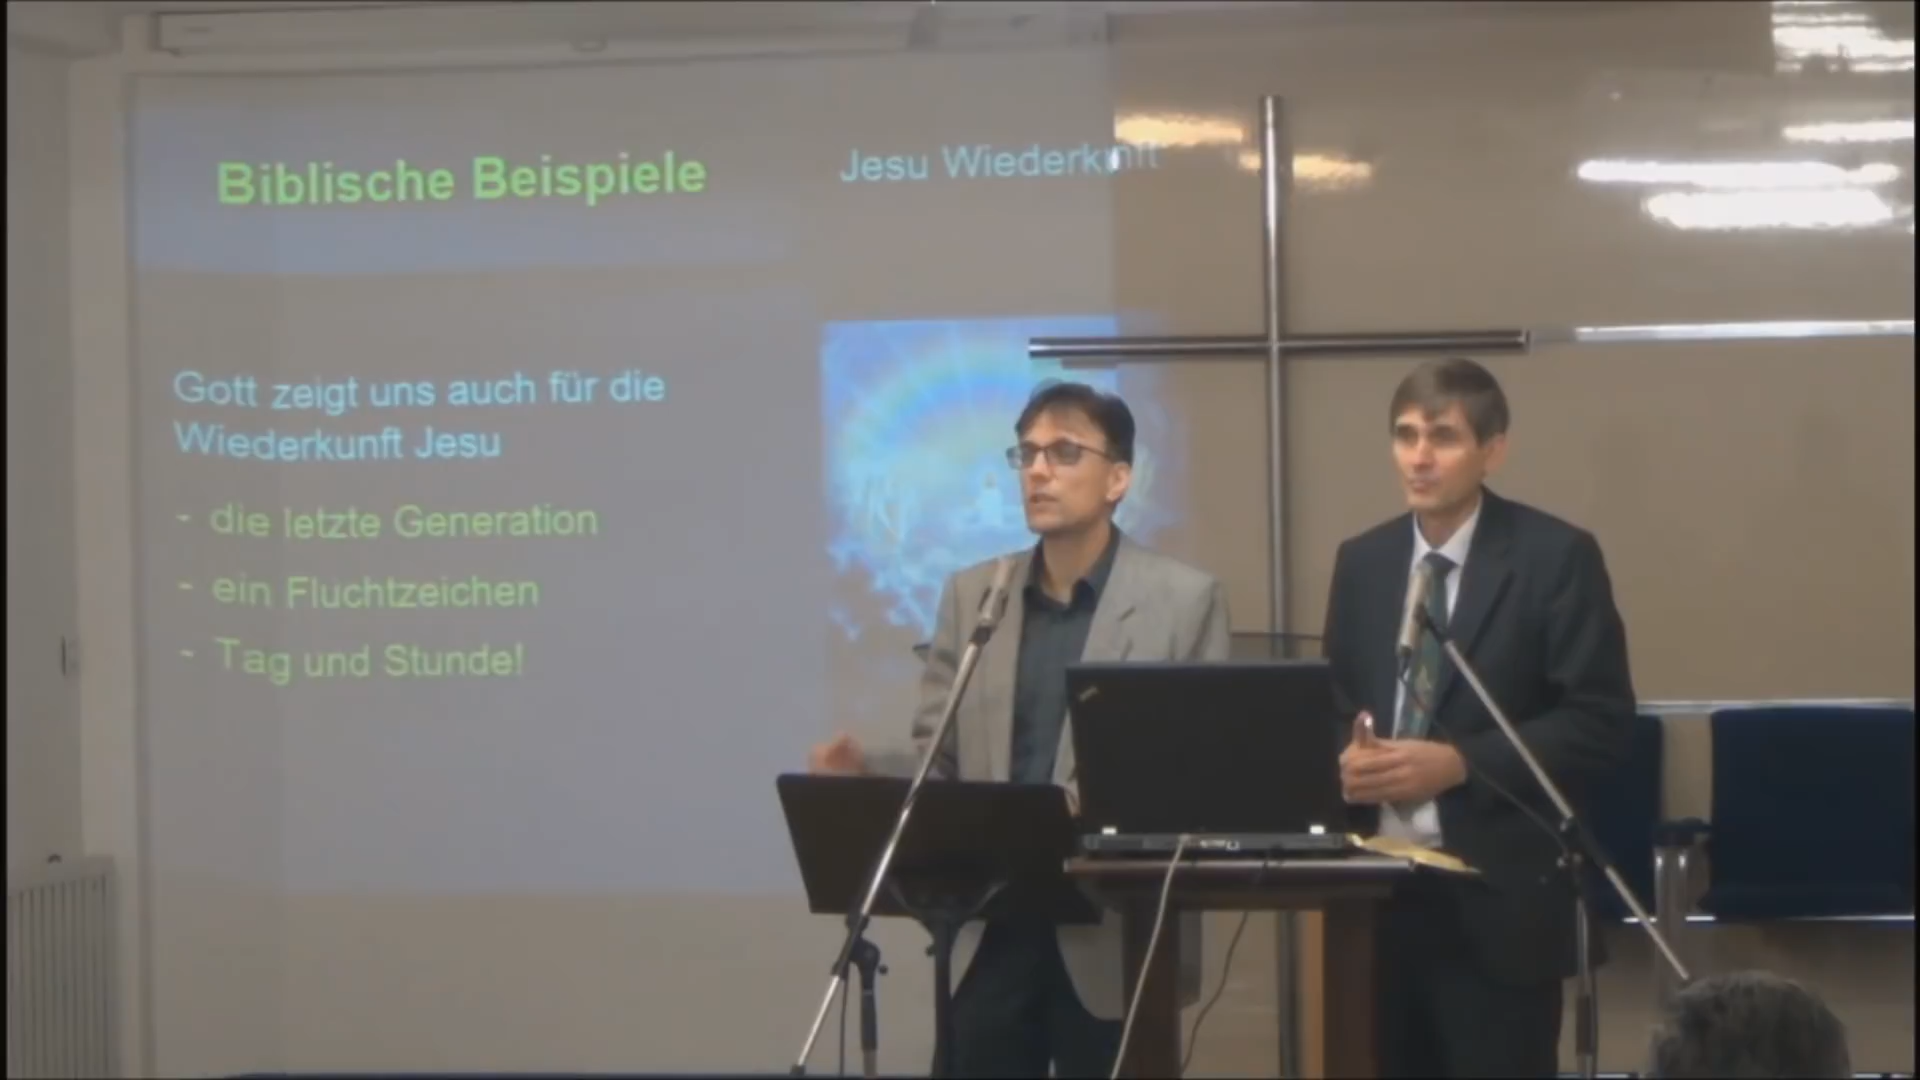 Biblische Beispiele
Jesu Wiederkunft
Gott zeigt uns auch für die
Wiederkunft Jesu
- die letzte Generation
- ein Fluchtzeichen
- Tag und Stunde!